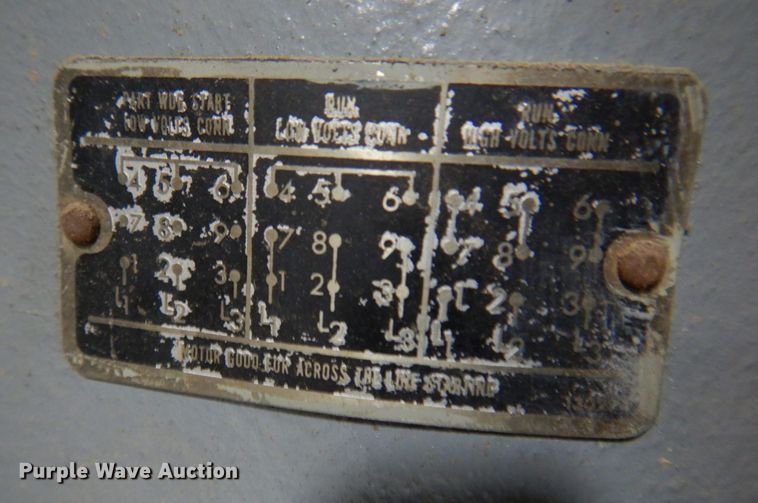 PART WDG START
LOW VOLTS CONN.
RUN
LOW VOLTS CONN
RUN
HIGH VOLTS CONN
4 5 6 4 5 6 4 5 6
7 8 9 7 8 9 7 8 9
1 2 3 1 2 3 1 2 3
L1 L2 L3 L1 L2 L3 L1 L2 L3
MOTOR GOOD FOR ACROSS THE LINE STARTING
Purple Wave Auction